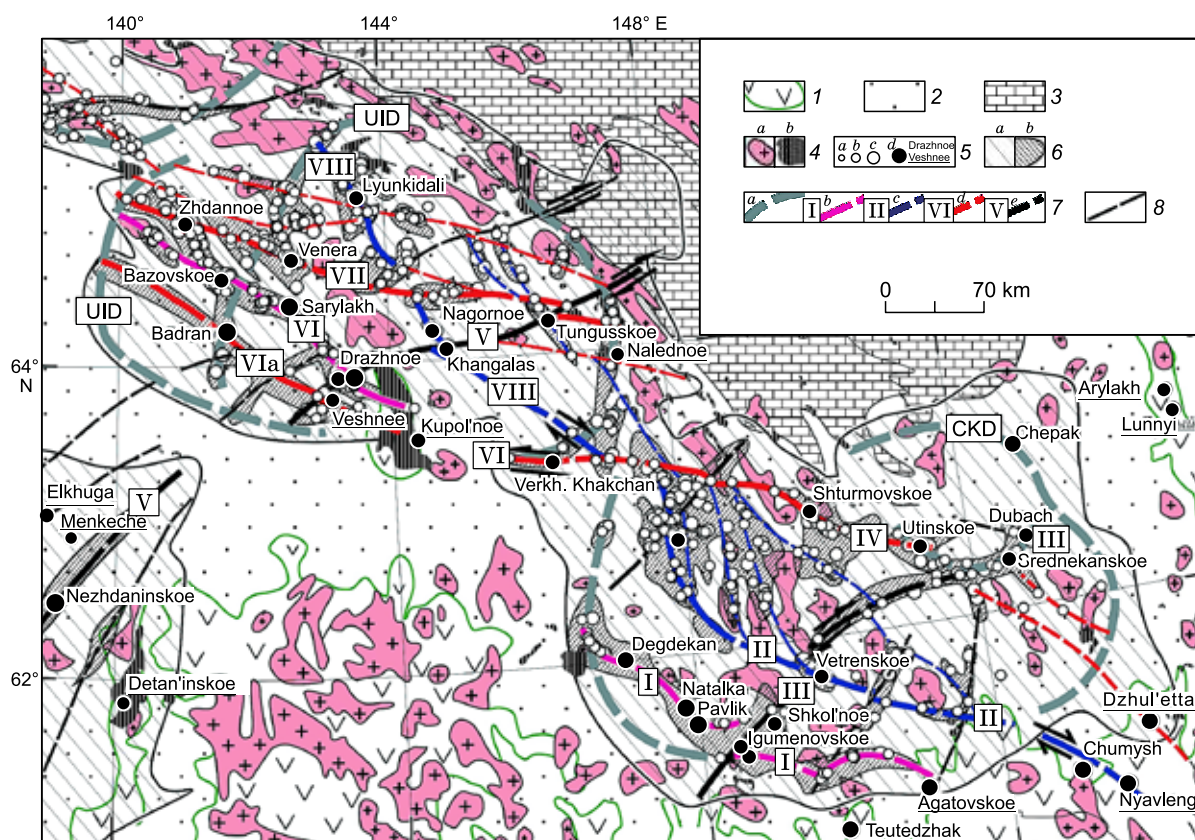 140° 144° 148° E
1 2 3
a b
4
a b c d Drazhnoe
Veshnee 5
a b
6
a I b II c VI d V e 7
8
0 70 km
UID
VIII
Lyunkidali
Zhdannoe
Venera
VII
Bazovskoe
UID
Sarylakh
VI
Nagornoe
V
Tungusskoe
Badran
Nalednoe
64°
N
VIa
Drazhnoe
Khangalas
VIII
Arylakh
Veshnee
Lunnyi
Kupol'noe
CKD
Chepak
VI
Verkh. Khakchan
Elkhuga
V
Menkeche
Shturmovskoe
Dubach
IV
Utinskoe
III
Srednekanskoe
Nezhdaninskoe
Degdekan
II
Vetrenskoe
62°
I
Natalka
III
Detan'inskoe
Pavlik
Shkol'noe
II
Dzhul'etta
Igumenovskoe
I
Chumysh
Agatovskoe
Nyavlenga
Teutedzhak